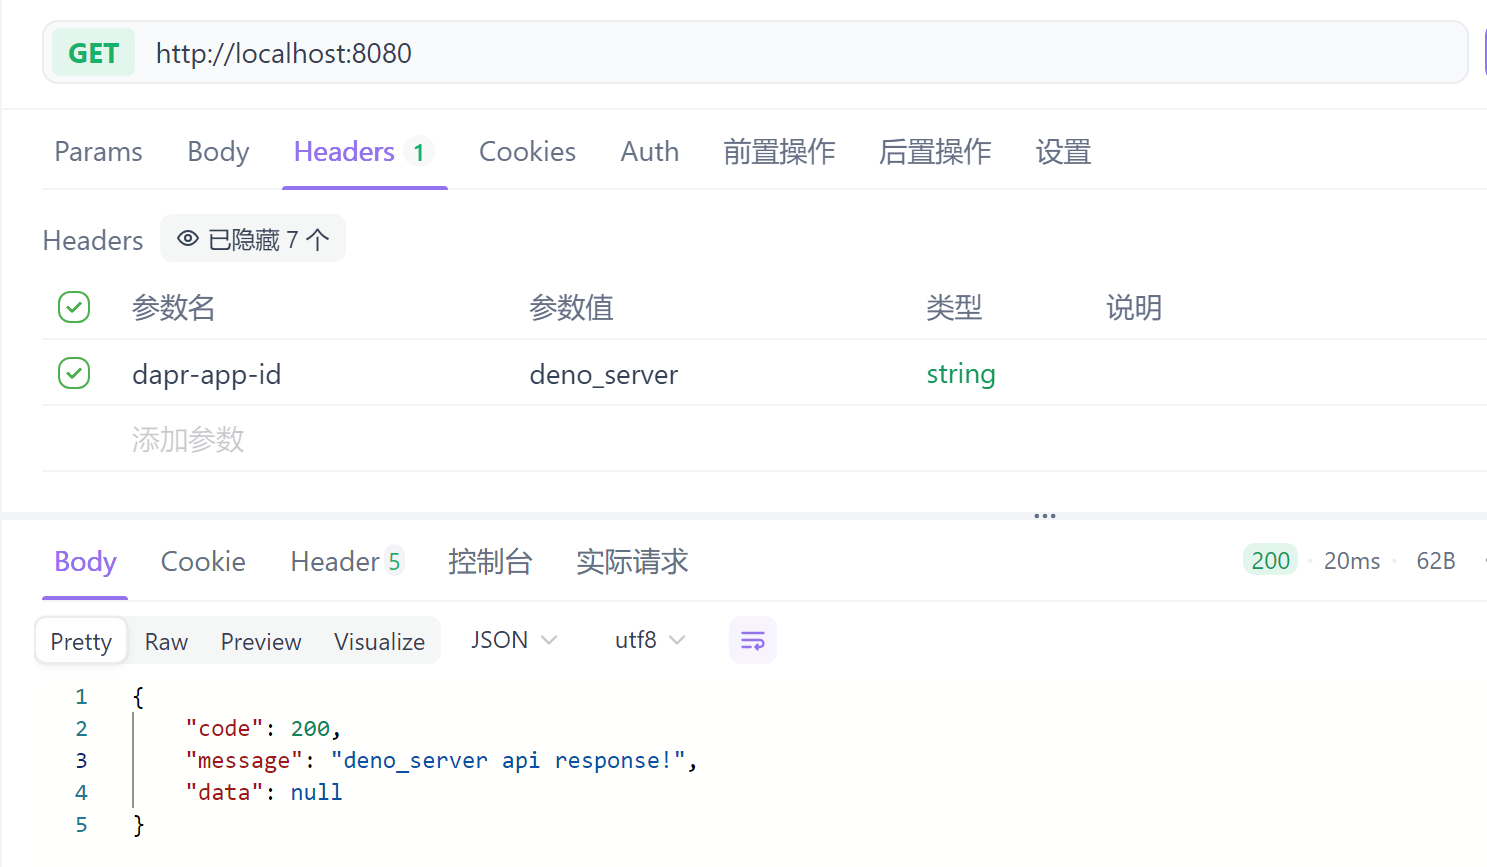 GET http://localhost:8080
Params Body Headers 1 Cookies Auth 前置操作 后置操作 设置
Headers 已隐藏 7 个
参数名 参数值 类型 说明
dapr-app-id deno_server string
添加参数
Body Cookie Header 5 控制台 实际请求 200 · 20ms · 62B
Pretty Raw Preview Visualize JSON utf8
1 {
2 "code": 200,
3 "message": "deno_server api response!",
4 "data": null
5 }